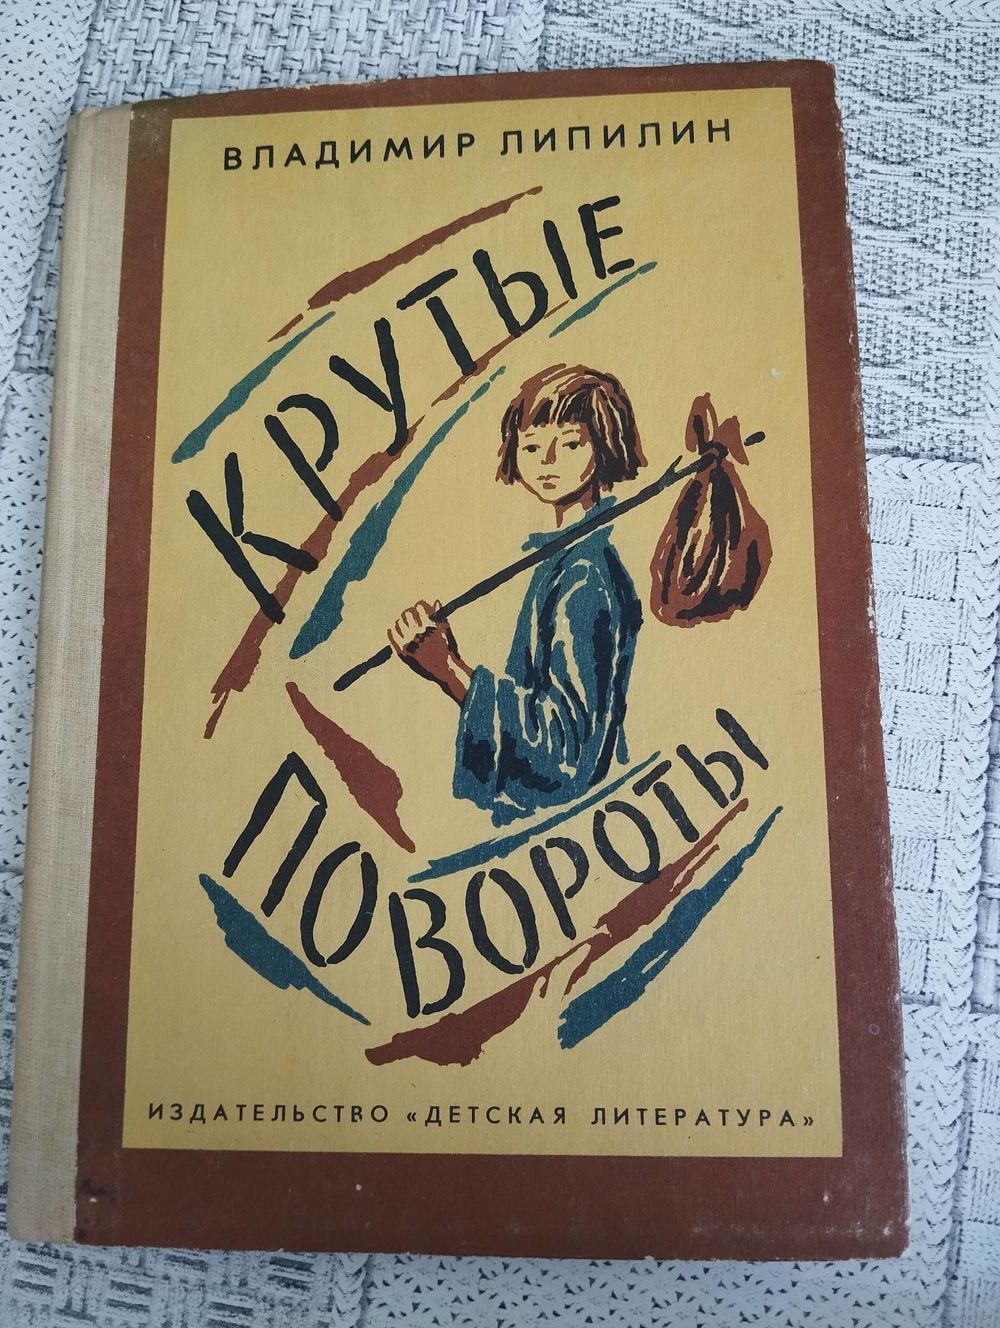 ВЛАДИМИР ЛИПИЛИН
КРУТЫЕ
ПОВОРОТЫ
ИЗДАТЕЛЬСТВО «ДЕТСКАЯ ЛИТЕРАТУРА»